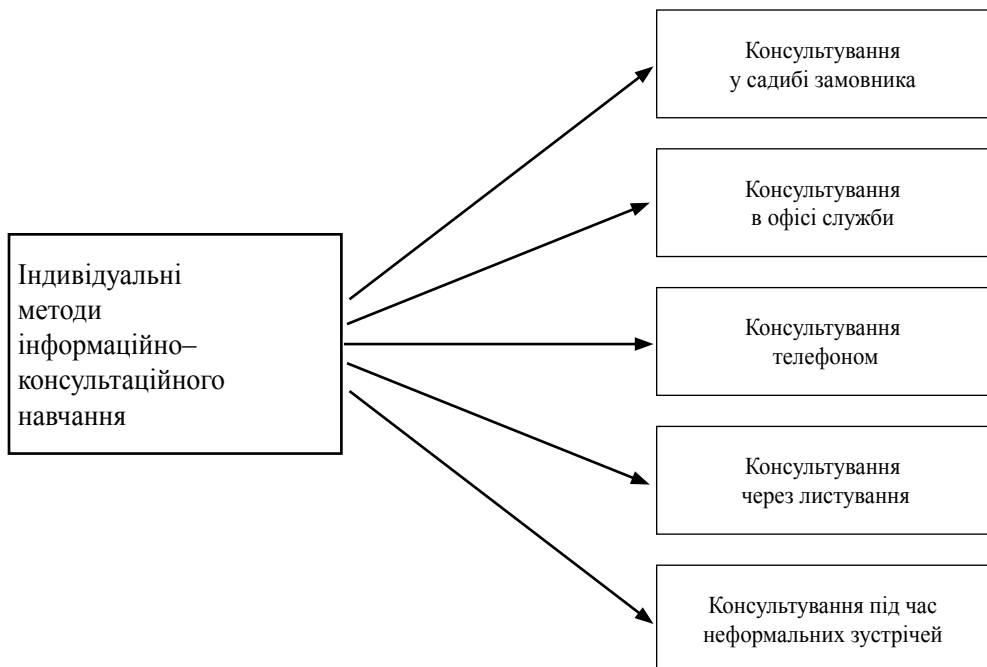 Індивідуальні
методи
інформаційно–
консультаційного
навчання
Консультування
у садибі замовника
Консультування
в офісі служби
Консультування
телефоном
Консультування
через листування
Консультування під час
неформальних зустрічей